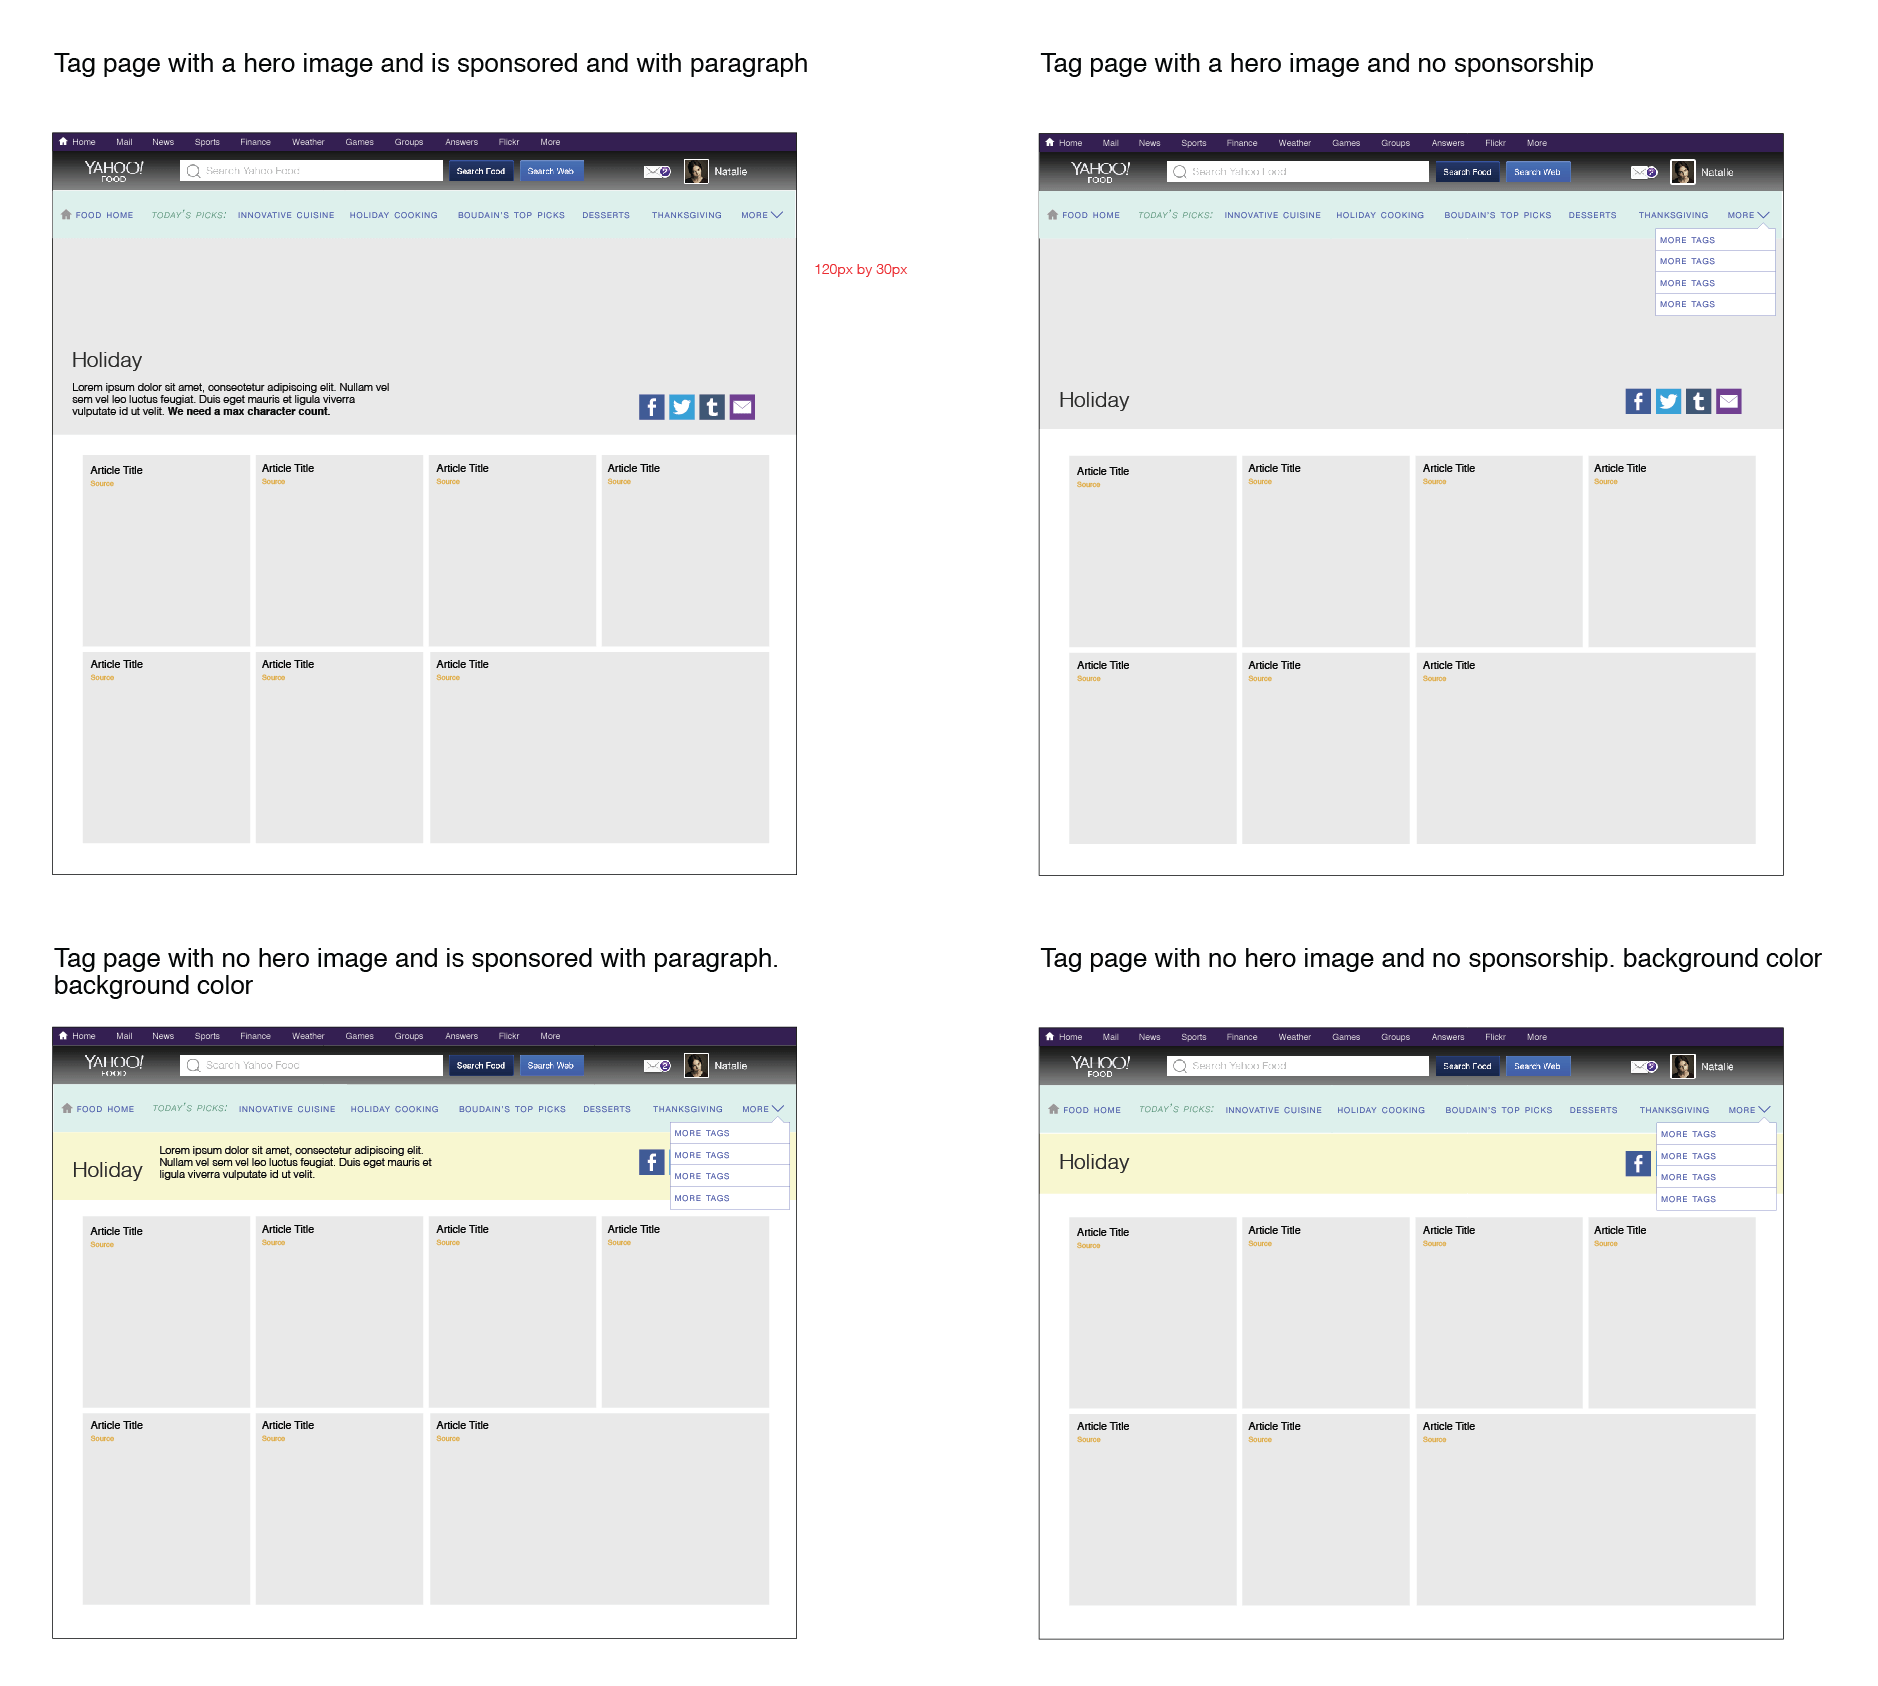 Tag page with a hero image and is sponsored and with paragraph
Home Mail News Sports Finance Weather Games Groups Answers Flickr More
YAHOO!
FOOD
Search Yahoo Food
Search Food
Search Web
2
Natalie
FOOD HOME TODAY'S PICKS: INNOVATIVE CUISINE HOLIDAY COOKING BOUDAIN'S TOP PICKS DESSERTS THANKSGIVING MORE
120px by 30px
Holiday
Lorem ipsum dolor sit amet, consectetur adipiscing elit. Nullam vel
sem vel leo luctus feugiat. Duis eget mauris et ligula viverra
vulputate id ut velit. We need a max character count.
f t
Article Title Article Title Article Title Article Title
Source Source Source Source
Article Title Article Title Article Title
Source Source Source
Tag page with a hero image and no sponsorship
Home Mail News Sports Finance Weather Games Groups Answers Flickr More
YAHOO!
FOOD
Search Yahoo Food
Search Food
Search Web
2
Natalie
FOOD HOME TODAY'S PICKS: INNOVATIVE CUISINE HOLIDAY COOKING BOUDAIN'S TOP PICKS DESSERTS THANKSGIVING MORE
MORE TAGS
MORE TAGS
MORE TAGS
MORE TAGS
Holiday
f t
Article Title Article Title Article Title Article Title
Source Source Source Source
Article Title Article Title Article Title
Source Source Source
Tag page with no hero image and is sponsored with paragraph.
background color
Home Mail News Sports Finance Weather Games Groups Answers Flickr More
YAHOO!
FOOD
Search Yahoo Food
Search Food
Search Web
2
Natalie
FOOD HOME TODAY'S PICKS: INNOVATIVE CUISINE HOLIDAY COOKING BOUDAIN'S TOP PICKS DESSERTS THANKSGIVING MORE
MORE TAGS
MORE TAGS
MORE TAGS
MORE TAGS
Holiday
Lorem ipsum dolor sit amet, consectetur adipiscing elit.
Nullam vel sem vel leo luctus feugiat. Duis eget mauris et
ligula viverra vulputate id ut velit.
f
Article Title Article Title Article Title Article Title
Source Source Source Source
Article Title Article Title Article Title
Source Source Source
Tag page with no hero image and no sponsorship. background color
Home Mail News Sports Finance Weather Games Groups Answers Flickr More
YAHOO!
FOOD
Search Yahoo Food
Search Food
Search Web
2
Natalie
FOOD HOME TODAY'S PICKS: INNOVATIVE CUISINE HOLIDAY COOKING BOUDAIN'S TOP PICKS DESSERTS THANKSGIVING MORE
MORE TAGS
MORE TAGS
MORE TAGS
MORE TAGS
Holiday
f
Article Title Article Title Article Title Article Title
Source Source Source Source
Article Title Article Title Article Title
Source Source Source